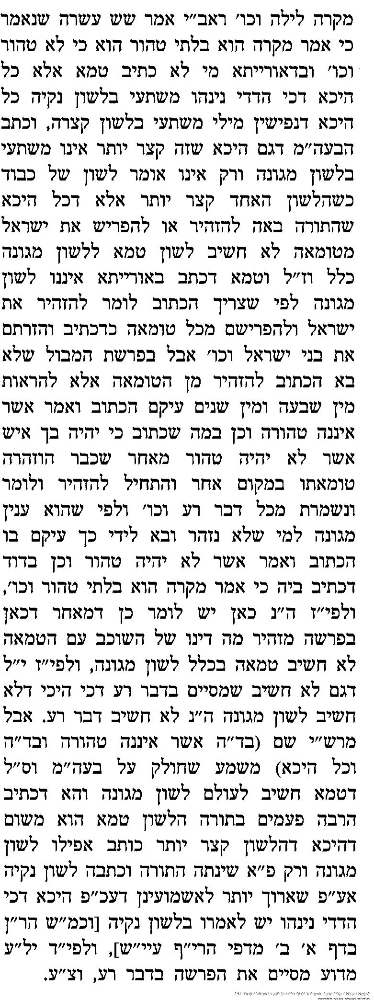 מקרה לילה וכו׳ ראב״י אמר שש עשרה שנאמר
כי אמר מקרה הוא בלתי טהור הוא כי לא טהור
וכו׳ ובדאורייתא מי לא כתיב טמא אלא כל
היכא דכי הדדי נינהו משתעי בלשון נקיה כל
היכא דנפישין מילי משתעי בלשון קצרה, וכתב
הבעה״מ דגם היכא שזה קצר יותר אינו משתעי
בלשון מגונה ורק אינו אומר לשון של כבוד
כשהלשון האחד קצר יותר אלא דכל היכא
שהתורה באה להזהיר או להפריש את ישראל
מטומאה לא חשיב לשון טמא ללשון מגונה
כלל וז״ל וטמא דכתב באורייתא איננו לשון
מגונה לפי שצריך הכתוב לומר להזהיר את
ישראל ולהפרישם מכל טומאה כדכתיב והזרתם
את בני ישראל וכו׳ אבל בפרשת המבול שלא
בא הכתוב להזהיר מן הטומאה אלא להראות
מין שבעה ומין שנים עיקם הכתוב ואמר אשר
איננה טהורה וכן במה שכתוב כי יהיה בך איש
אשר לא יהיה טהור מאחר שכבר הוזהרה
טומאתו במקום אחר והתחיל להזהיר ולומר
ונשמרת מכל דבר רע וכו׳ ולפי שהוא ענין
מגונה למי שלא נזהר ובא לידי כך עיקם בו
הכתוב ואמר אשר לא יהיה טהור וכן בדוד
דכתיב ביה כי אמר מקרה הוא בלתי טהור וכו׳,
ולפי״ז ה״נ כאן יש לומר כן דמאחר דכאן
בפרשה מזהיר מה דינו של השוכב עם הטמאה
לא חשיב טמאה בכלל לשון מגונה, ולפי״ז י״ל
דגם לא חשיב שמסיים בדבר רע דכי היכי דלא
חשיב לשון מגונה ה״נ לא חשיב דבר רע. אבל
מרש״י שם (בד״ה אשר איננה טהורה ובד״ה
וכל היכא) משמע שחולק על בעה״מ וס״ל
דטמא חשיב לעולם לשון מגונה והא דכתיב
הרבה פעמים בתורה הלשון טמא הוא משום
דהיכא דהלשון קצר יותר כותב אפילו לשון
מגונה ורק פ״א שינתה התורה וכתבה לשון נקיה
אע״פ שארוך יותר לאשמועינן דעכ״פ היכא דכי
הדדי נינהו יש לאמרו בלשון נקיה [וכמ״ש הר״ן
בדף א׳ ב׳ מדפי הרי״ף עיי״ש], ולפי״ד יל״ע
מדוע מסיים את הפרשה בדבר רע, וצ״ע.
טעמא דקרא / קנייבסקי, שמריהו יוסף חיים בן יעקב ישראל / עמוד 137
הודפס מאתר אוצר החכמה